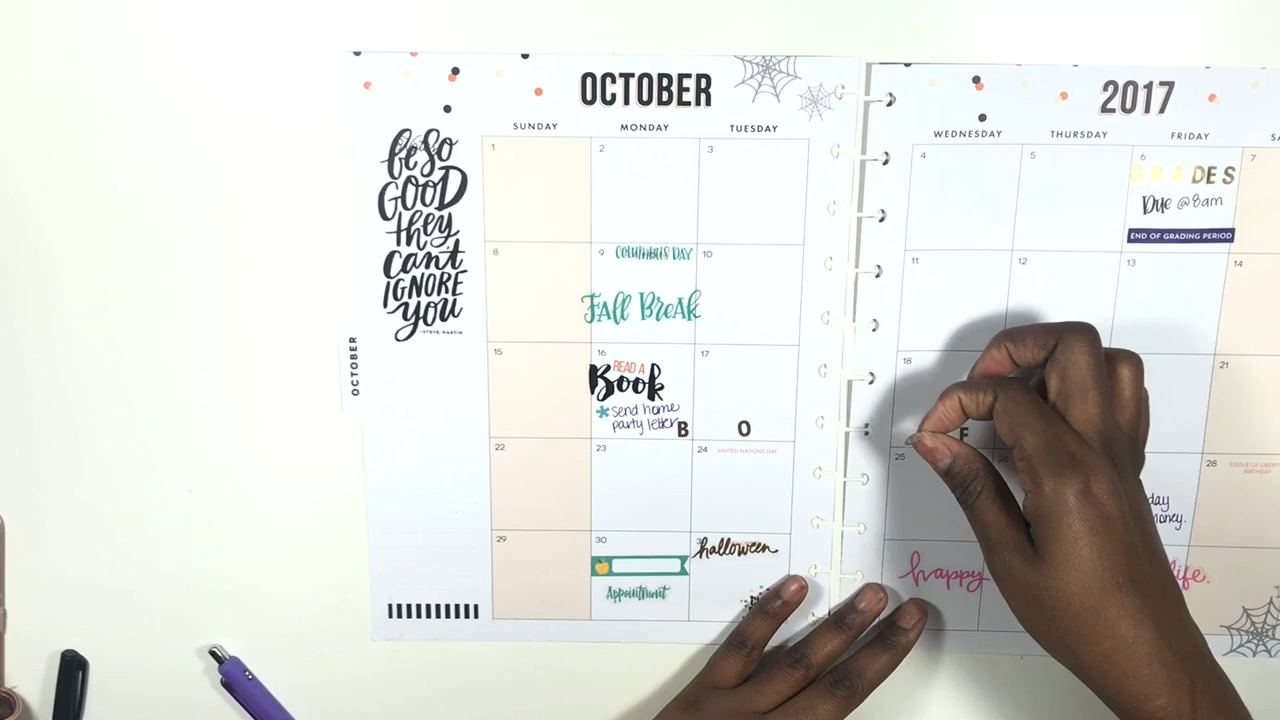 OCTOBER
2017
SUNDAY
MONDAY
TUESDAY
WEDNESDAY
THURSDAY
FRIDAY
be so
GOOD
they
can't
IGNORE
you
-STEVE MARTIN
OCTOBER
1
2
3
4
5
6
GRADES
Due @8am
END OF GRADING PERIOD
7
8
9
COLUMBUS DAY
Fall Break
10
11
12
13
14
15
16
READ A
Book
*send home
party letter
B
17
O
18
F
21
22
23
24
UNITED NATIONS DAY
25
26
day
money.
28
STATUE OF LIBERTY
BIRTHDAY
29
30
Appointment
halloween
happy
life.